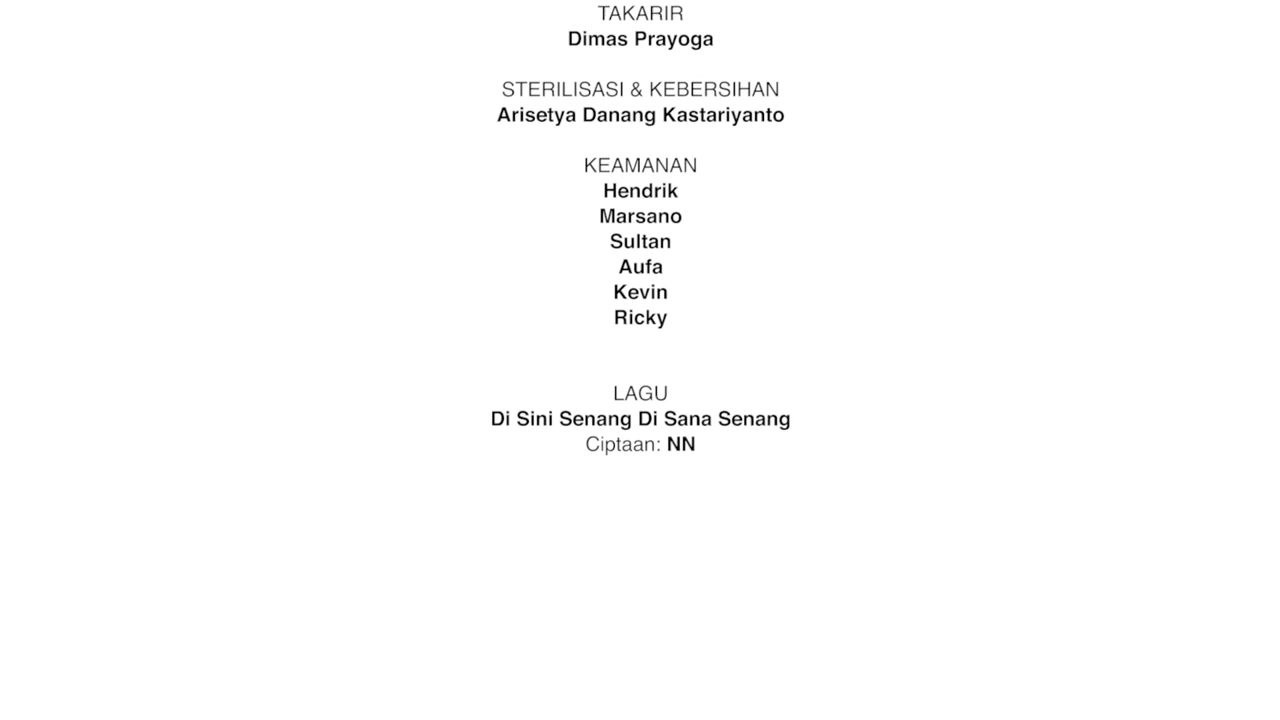 TAKARIR
Dimas Prayoga
STERILISASI & KEBERSIHAN
Arisetya Danang Kastariyanto
KEAMANAN
Hendrik
Marsano
Sultan
Aufa
Kevin
Ricky
LAGU
Di Sini Senang Di Sana Senang
Ciptaan: NN